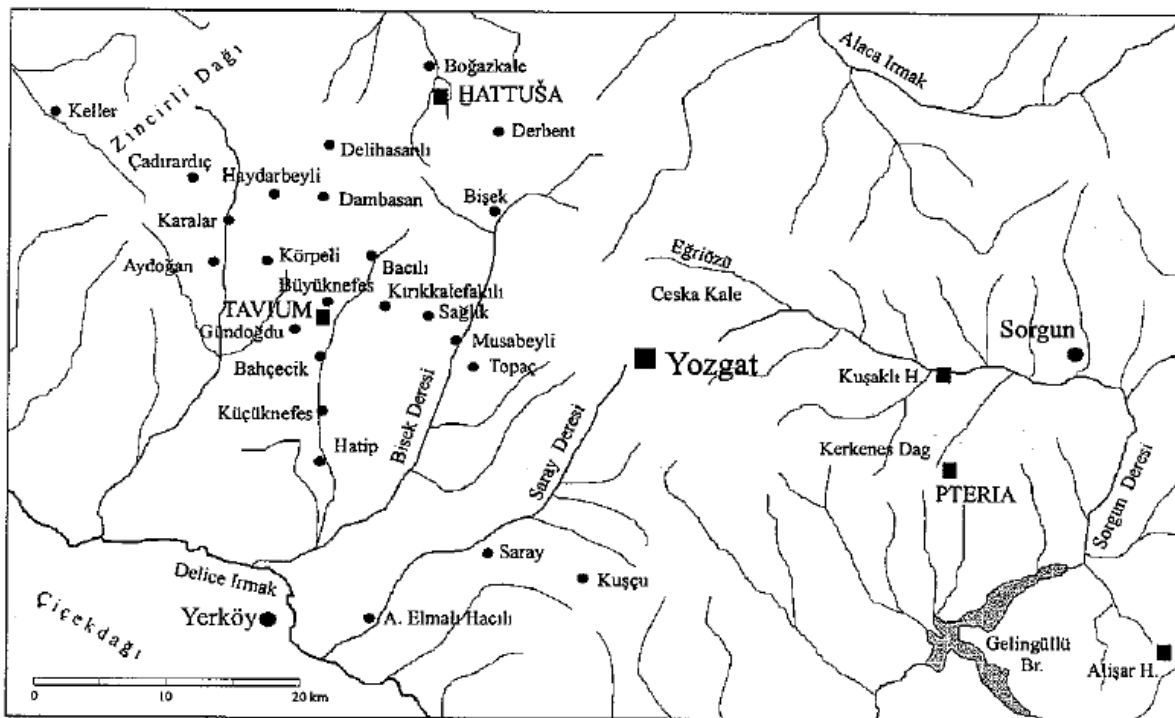 Boğazkale
HATTUŠA
Alaca Irmak
Keller
Zincirli Dağı
Derbent
Delihasanlı
Çadırardıç
Haydarbeyli
Dambasan
Bişek
Karalar
Aydoğan
Körpeli
Bacılı
Eğriözü
Büyüknefes
Kırıkkalefakılı
Ceska Kale
TAVIUM
Sağlık
Gündoğdu
Musabeyli
Sorgun
Bahçecik
Topaç
Yozgat
Kuşaklı H.
Küçüknefes
Bişek Deresi
Hatip
Saray Deresi
Kerkenes Dag
PTERIA
Sorgun Deresi
Saray
Delice Irmak
Kuşçu
Çiçekdağı
Yerköy
A. Elmalı Hacılı
Gelingüllü
Br.
Alişar H.
0 10 20 km